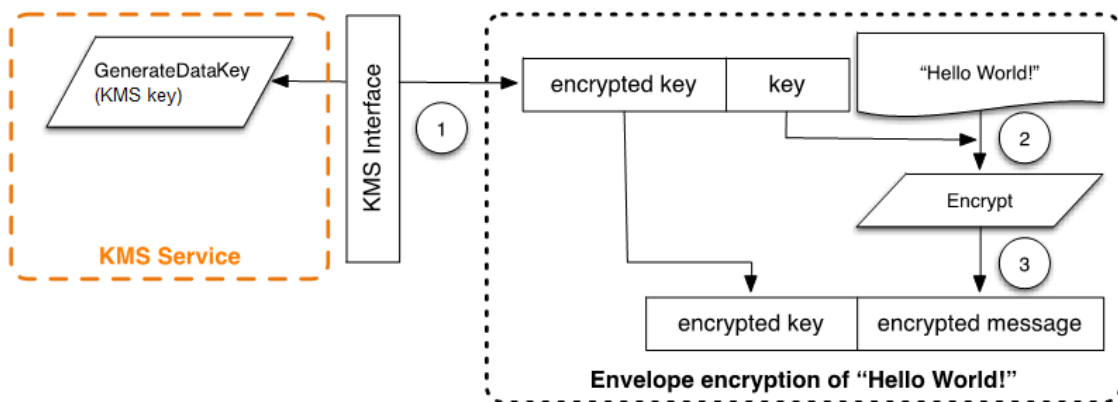 GenerateDataKey
(KMS key)
KMS Service
KMS Interface
1
encrypted key
key
“Hello World!”
2
Encrypt
3
encrypted key
encrypted message
Envelope encryption of “Hello World!”